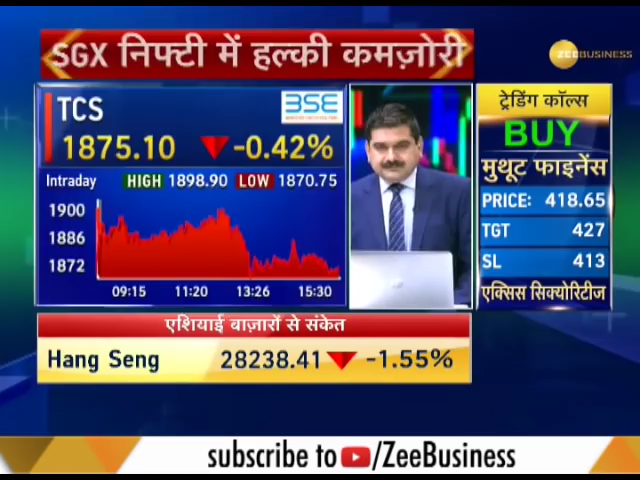 SGX निफ्टी में हल्की कमज़ोरी
ZEEBUSINESS
TCS
BSE
1875.10 -0.42%
Intraday HIGH 1898.90 LOW 1870.75
1900
1886
1872
09:15 11:20 13:26 15:30
ट्रेडिंग कॉल्स
BUY
मुथूट फाइनेंस
PRICE: 418.65
TGT 427
SL 413
एक्सिस सिक्योरिटीज
एशियाई बाज़ारों से संकेत
Hang Seng 28238.41 -1.55%
subscribe to /ZeeBusiness